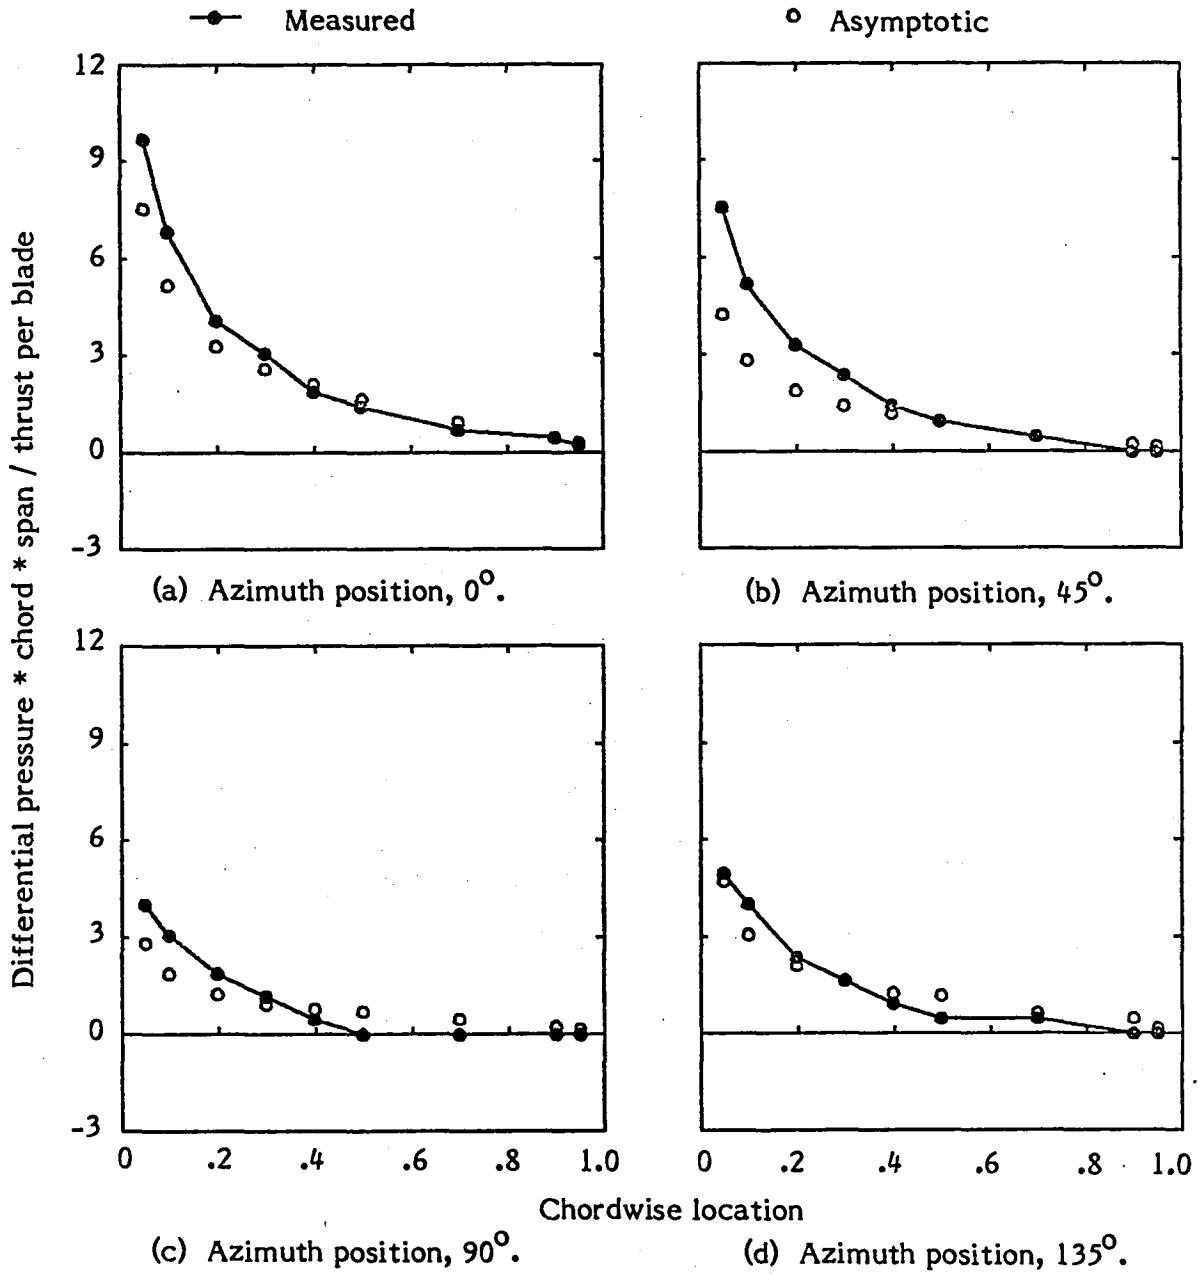 Measured
Asymptotic
Differential pressure * chord * span / thrust per blade
12
9
6
3
0
-3
(a) Azimuth position, 0°.
(b) Azimuth position, 45°.
12
9
6
3
0
-3
0 .2 .4 .6 .8 1.0
0 .2 .4 .6 .8 1.0
Chordwise location
(c) Azimuth position, 90°.
(d) Azimuth position, 135°.